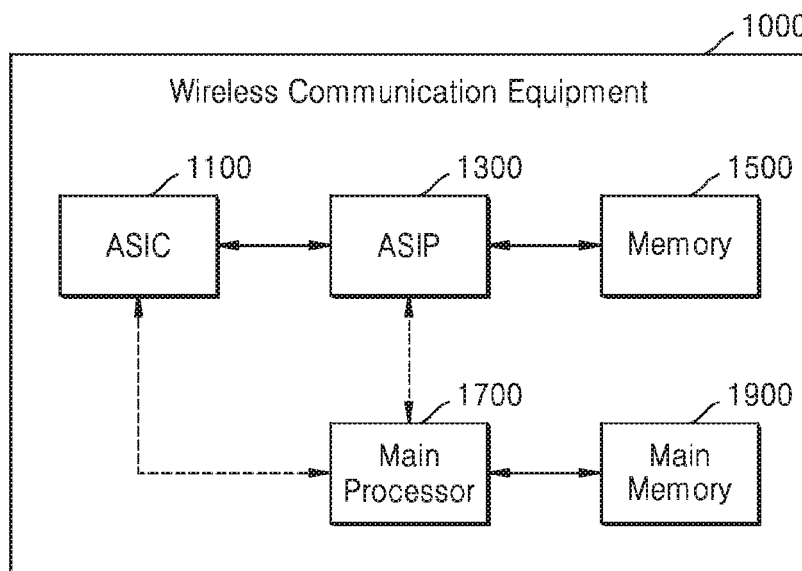 1000
Wireless Communication Equipment
1100
1300
1500
ASIC
ASIP
Memory
1700
1900
Main
Processor
Main
Memory